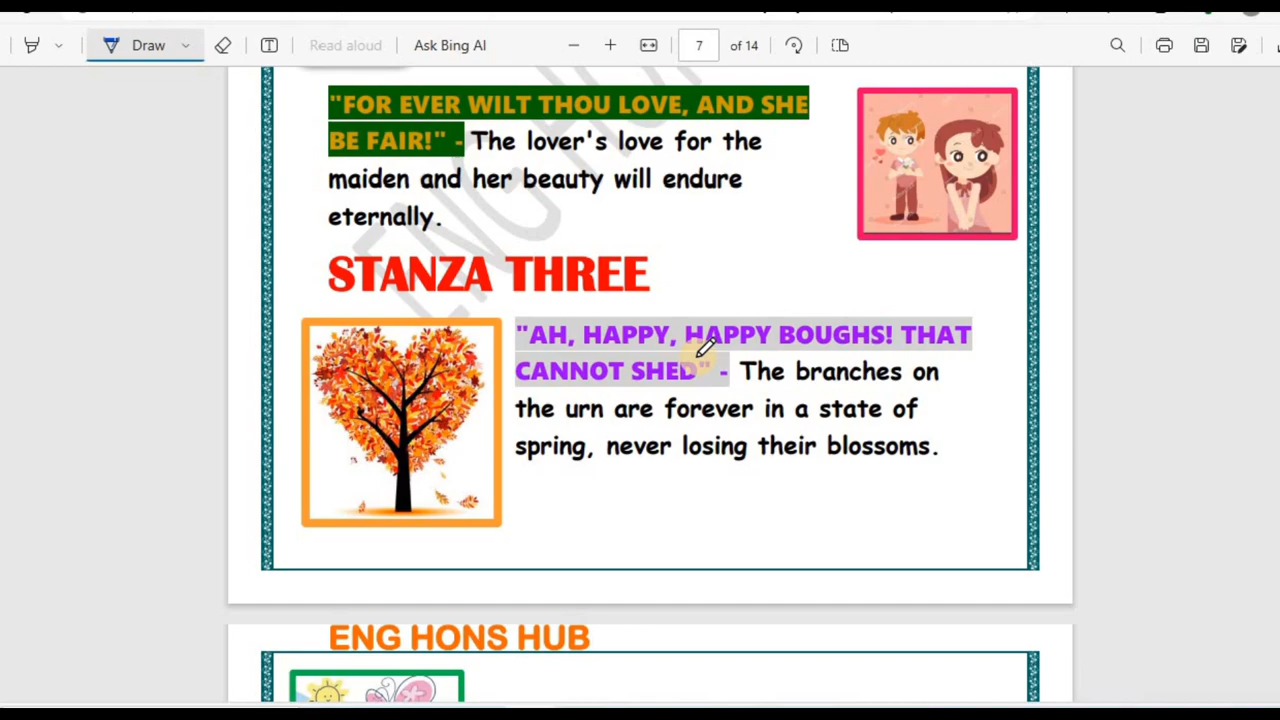 Draw
Read aloud
Ask Bing AI
7
of 14
"FOR EVER WILT THOU LOVE, AND SHE
BE FAIR!" - The lover's love for the
maiden and her beauty will endure
eternally.
STANZA THREE
"AH, HAPPY, HAPPY BOUGHS! THAT
CANNOT SHED" - The branches on
the urn are forever in a state of
spring, never losing their blossoms.
ENG HONS HUB